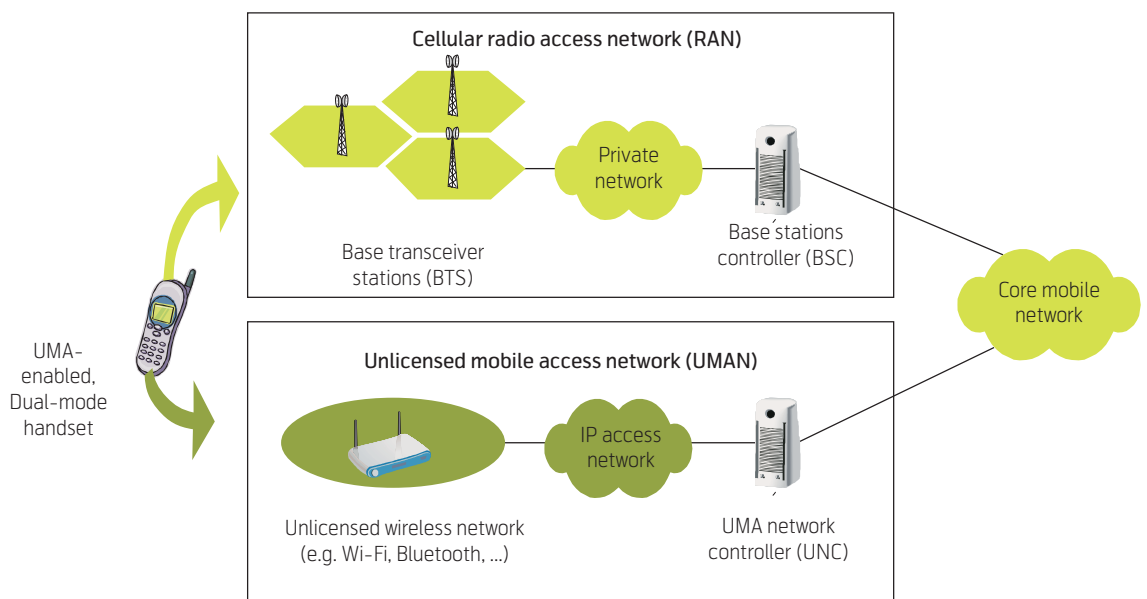 Cellular radio access network (RAN)
Private
network
Base transceiver
stations (BTS)
Base stations
controller (BSC)
Core mobile
network
UMA-
enabled,
Dual-mode
handset
Unlicensed mobile access network (UMAN)
IP access
network
Unlicensed wireless network
(e.g. Wi-Fi, Bluetooth, ...)
UMA network
controller (UNC)